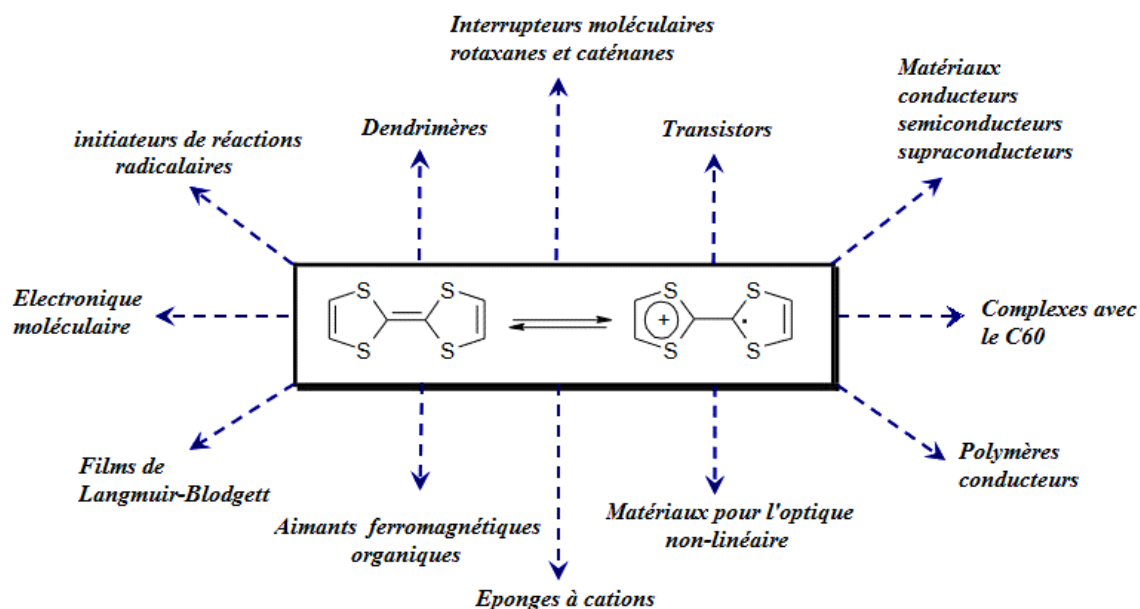 Interrupteurs moléculaires
rotaxanes et caténanes
Matériaux
conducteurs
semiconducteurs
supraconducteurs
Dendrimères
Transistors
initiateurs de réactions
radicalaires
Electronique
moléculaire
S S
S S
S S
+ .
S S
Complexes avec
le C60
Films de
Langmuir-Blodgett
Polymères
conducteurs
Aimants ferromagnétiques
organiques
Matériaux pour l'optique
non-linéaire
Eponges à cations